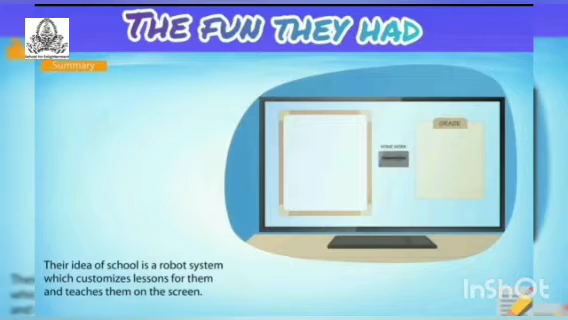 THE FUN THEY HAD
Summary
HOME WORK
GRADE
Their idea of school is a robot system
which customizes lessons for them
and teaches them on the screen.
InShOt